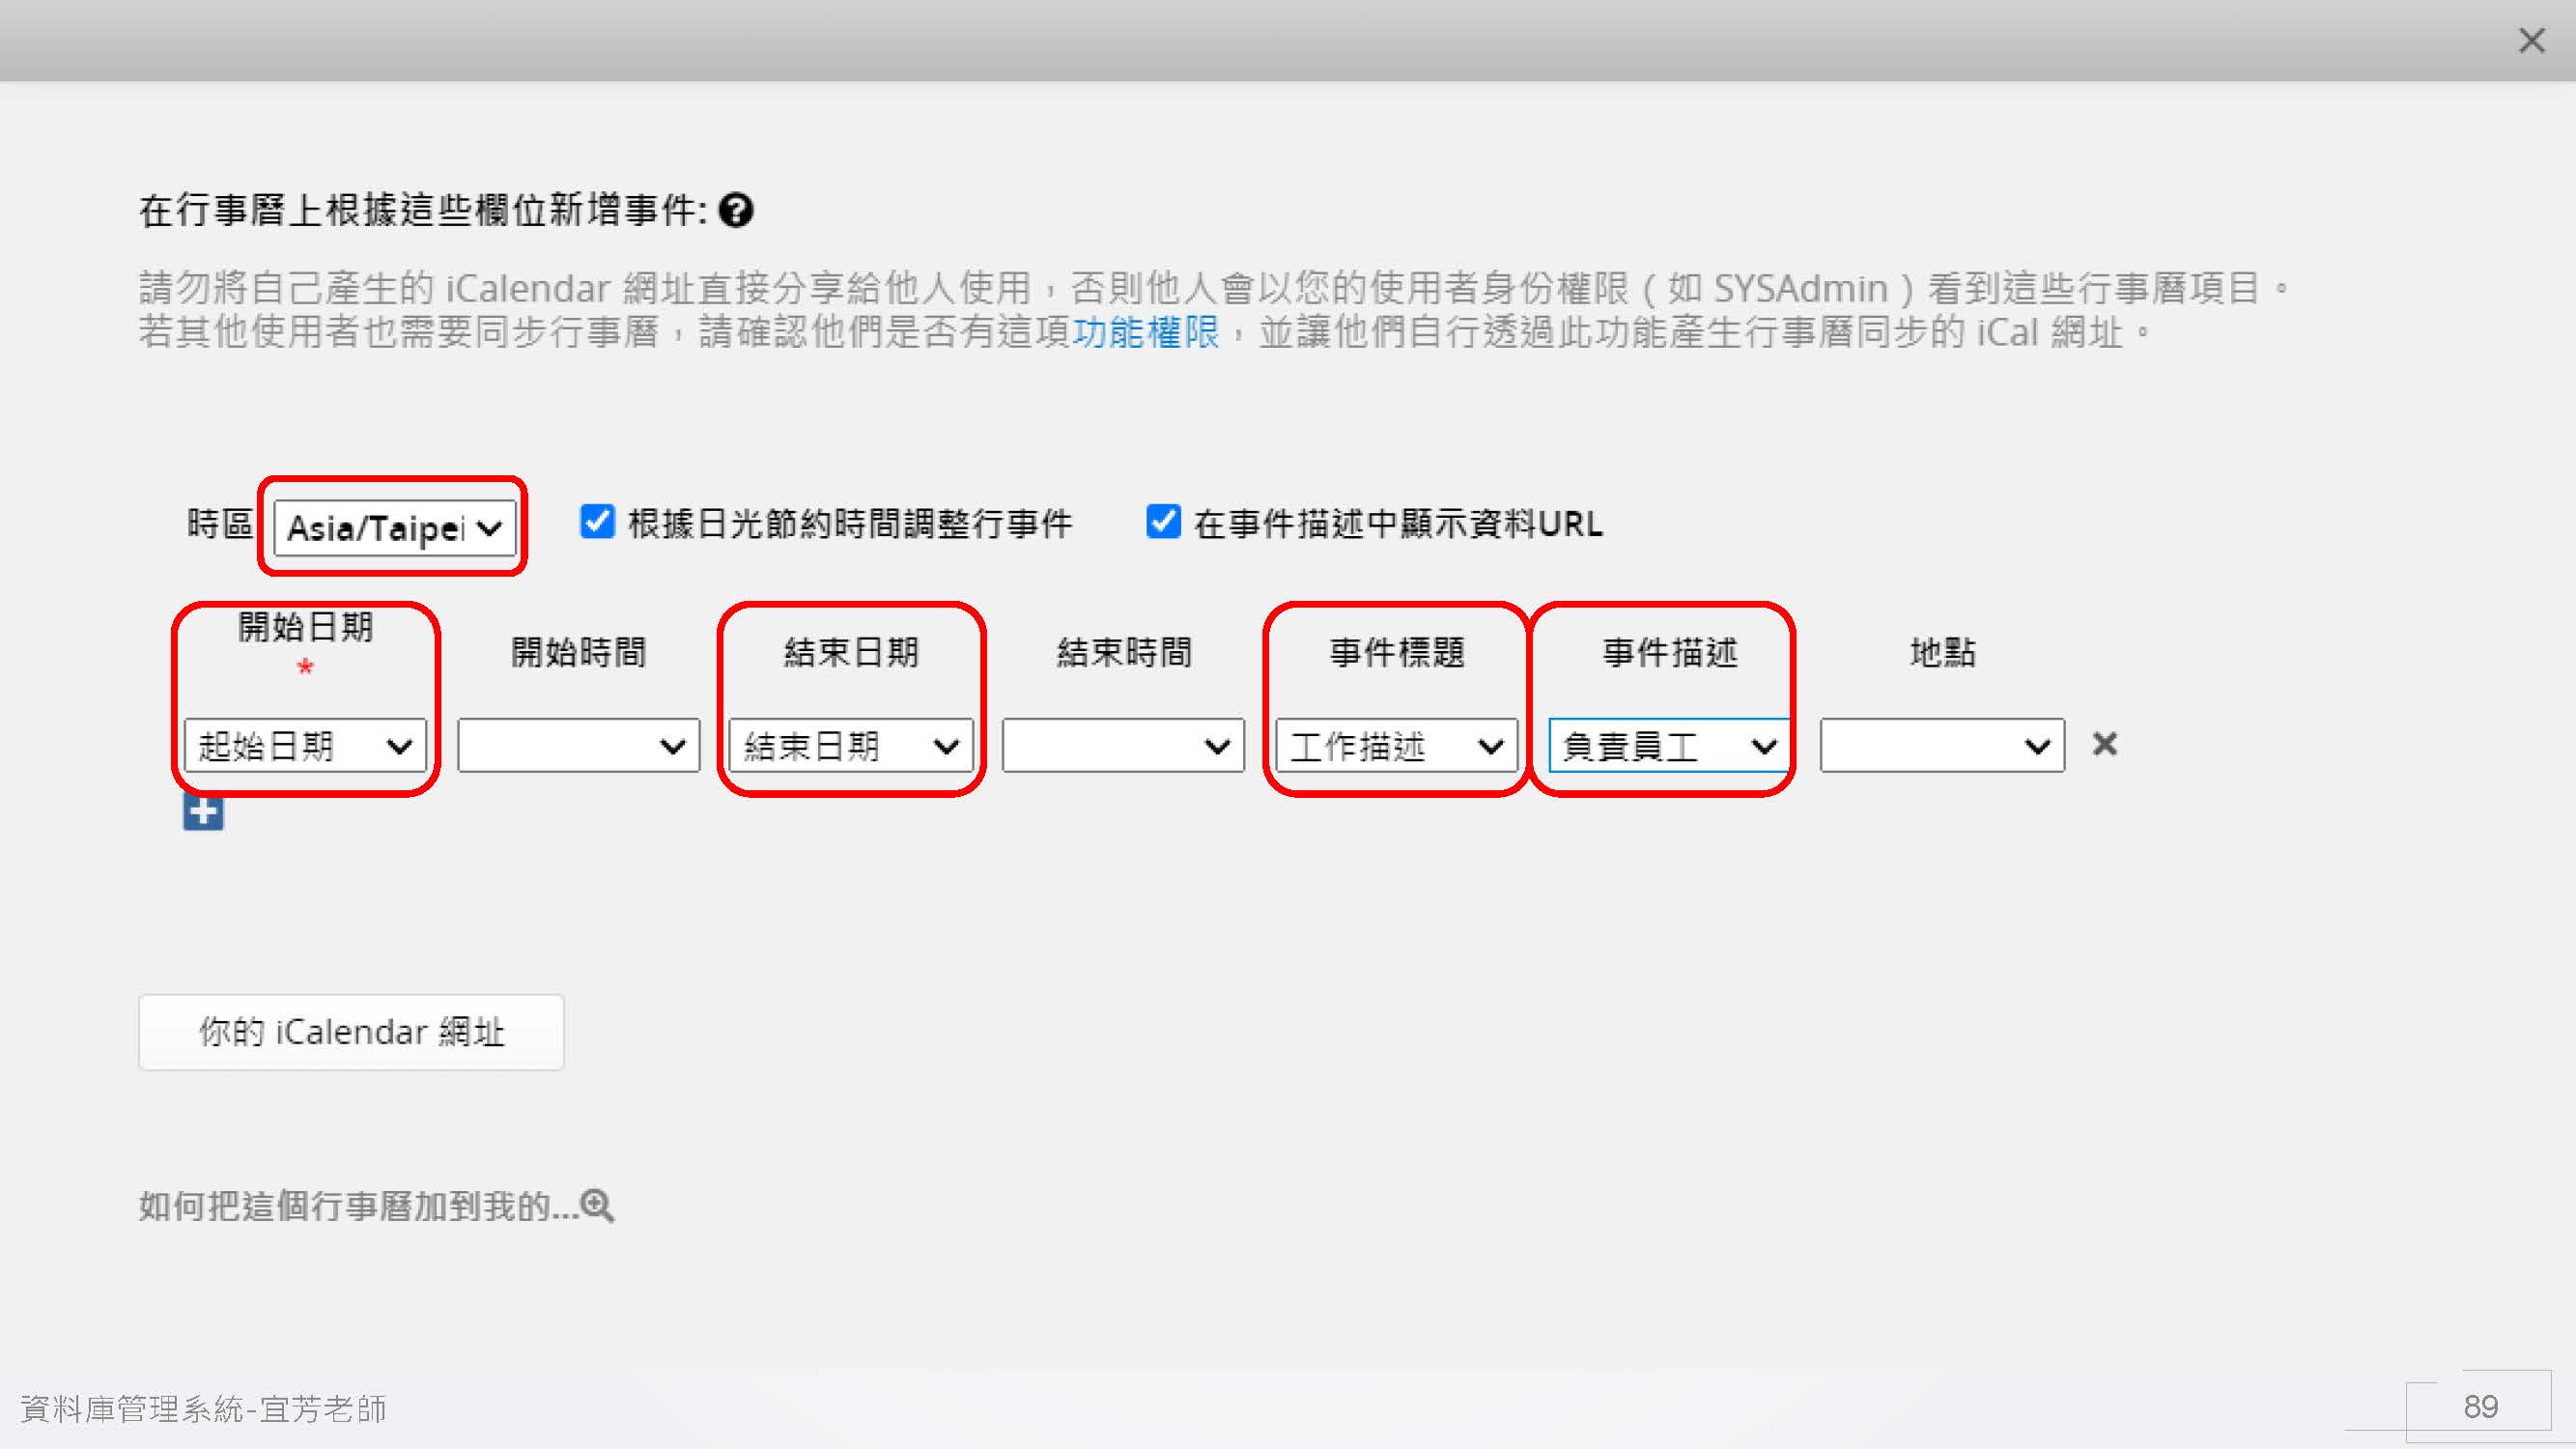 在行事曆上根據這些欄位新增事件:
請勿將自己產生的 iCalendar 網址直接分享給他人使用，否則他人會以您的使用者身份權限（如 SYSAdmin）看到這些行事曆項目。
若其他使用者也需要同步行事曆，請確認他們是否有這項功能權限，並讓他們自行透過此功能產生行事曆同步的 iCal 網址。
時區 Asia/Taipei 根據日光節約時間調整行事件 在事件描述中顯示資料URL
開始日期 * 開始時間 結束日期 結束時間 事件標題 事件描述 地點
起始日期 結束日期 工作描述 負責員工
你的 iCalendar 網址
如何把這個行事曆加到我的...
資料庫管理系統-宜芳老師 89